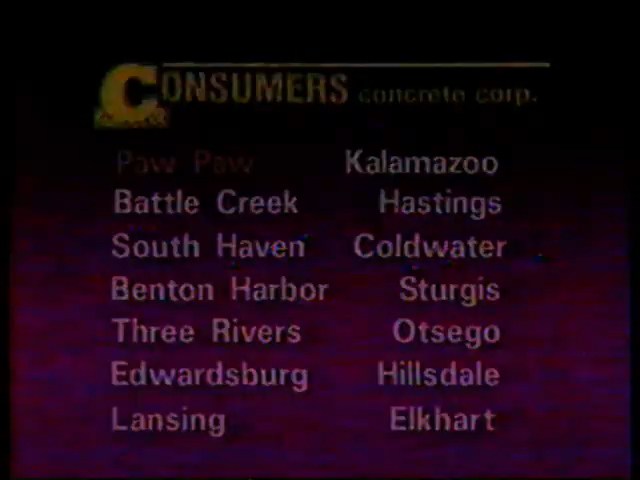 CONSUMERS concrete corp.
Paw Paw Kalamazoo
Battle Creek Hastings
South Haven Coldwater
Benton Harbor Sturgis
Three Rivers Otsego
Edwardsburg Hillsdale
Lansing Elkhart